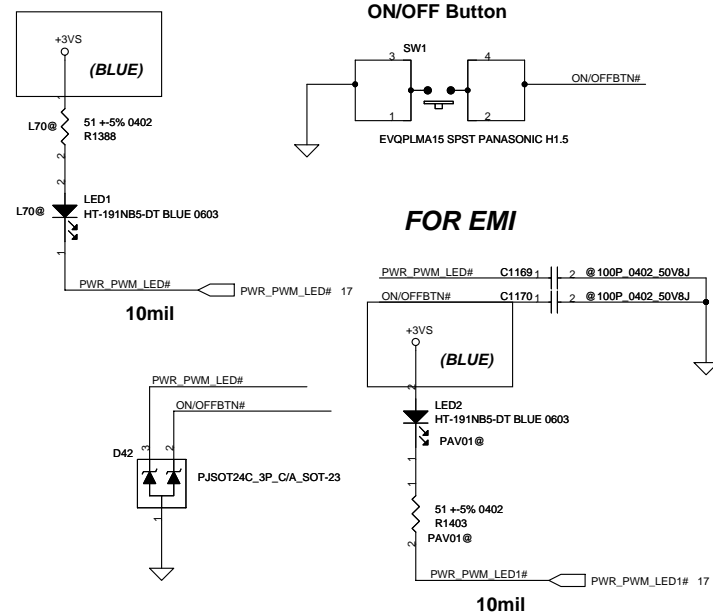 ON/OFF Button
+3VS
(BLUE)
1
L70@
51 +-5% 0402
R1388
2
2
L70@
LED1
HT-191NB5-DT BLUE 0603
1
PWR_PWM_LED#
PWR_PWM_LED# 17
10mil
SW1
3
4
1
2
ON/OFFBTN#
EVQPLMA15 SPST PANASONIC H1.5
FOR EMI
PWR_PWM_LED# C1169 1 2 @100P_0402_50V8J
ON/OFFBTN# C1170 1 2 @100P_0402_50V8J
+3VS
(BLUE)
2
LED2
HT-191NB5-DT BLUE 0603
PAV01@
1
1
51 +-5% 0402
R1403
PAV01@
2
PWR_PWM_LED1#
PWR_PWM_LED1# 17
10mil
PWR_PWM_LED#
ON/OFFBTN#
D42
3
2
PJSOT24C_3P_C/A_SOT-23
1